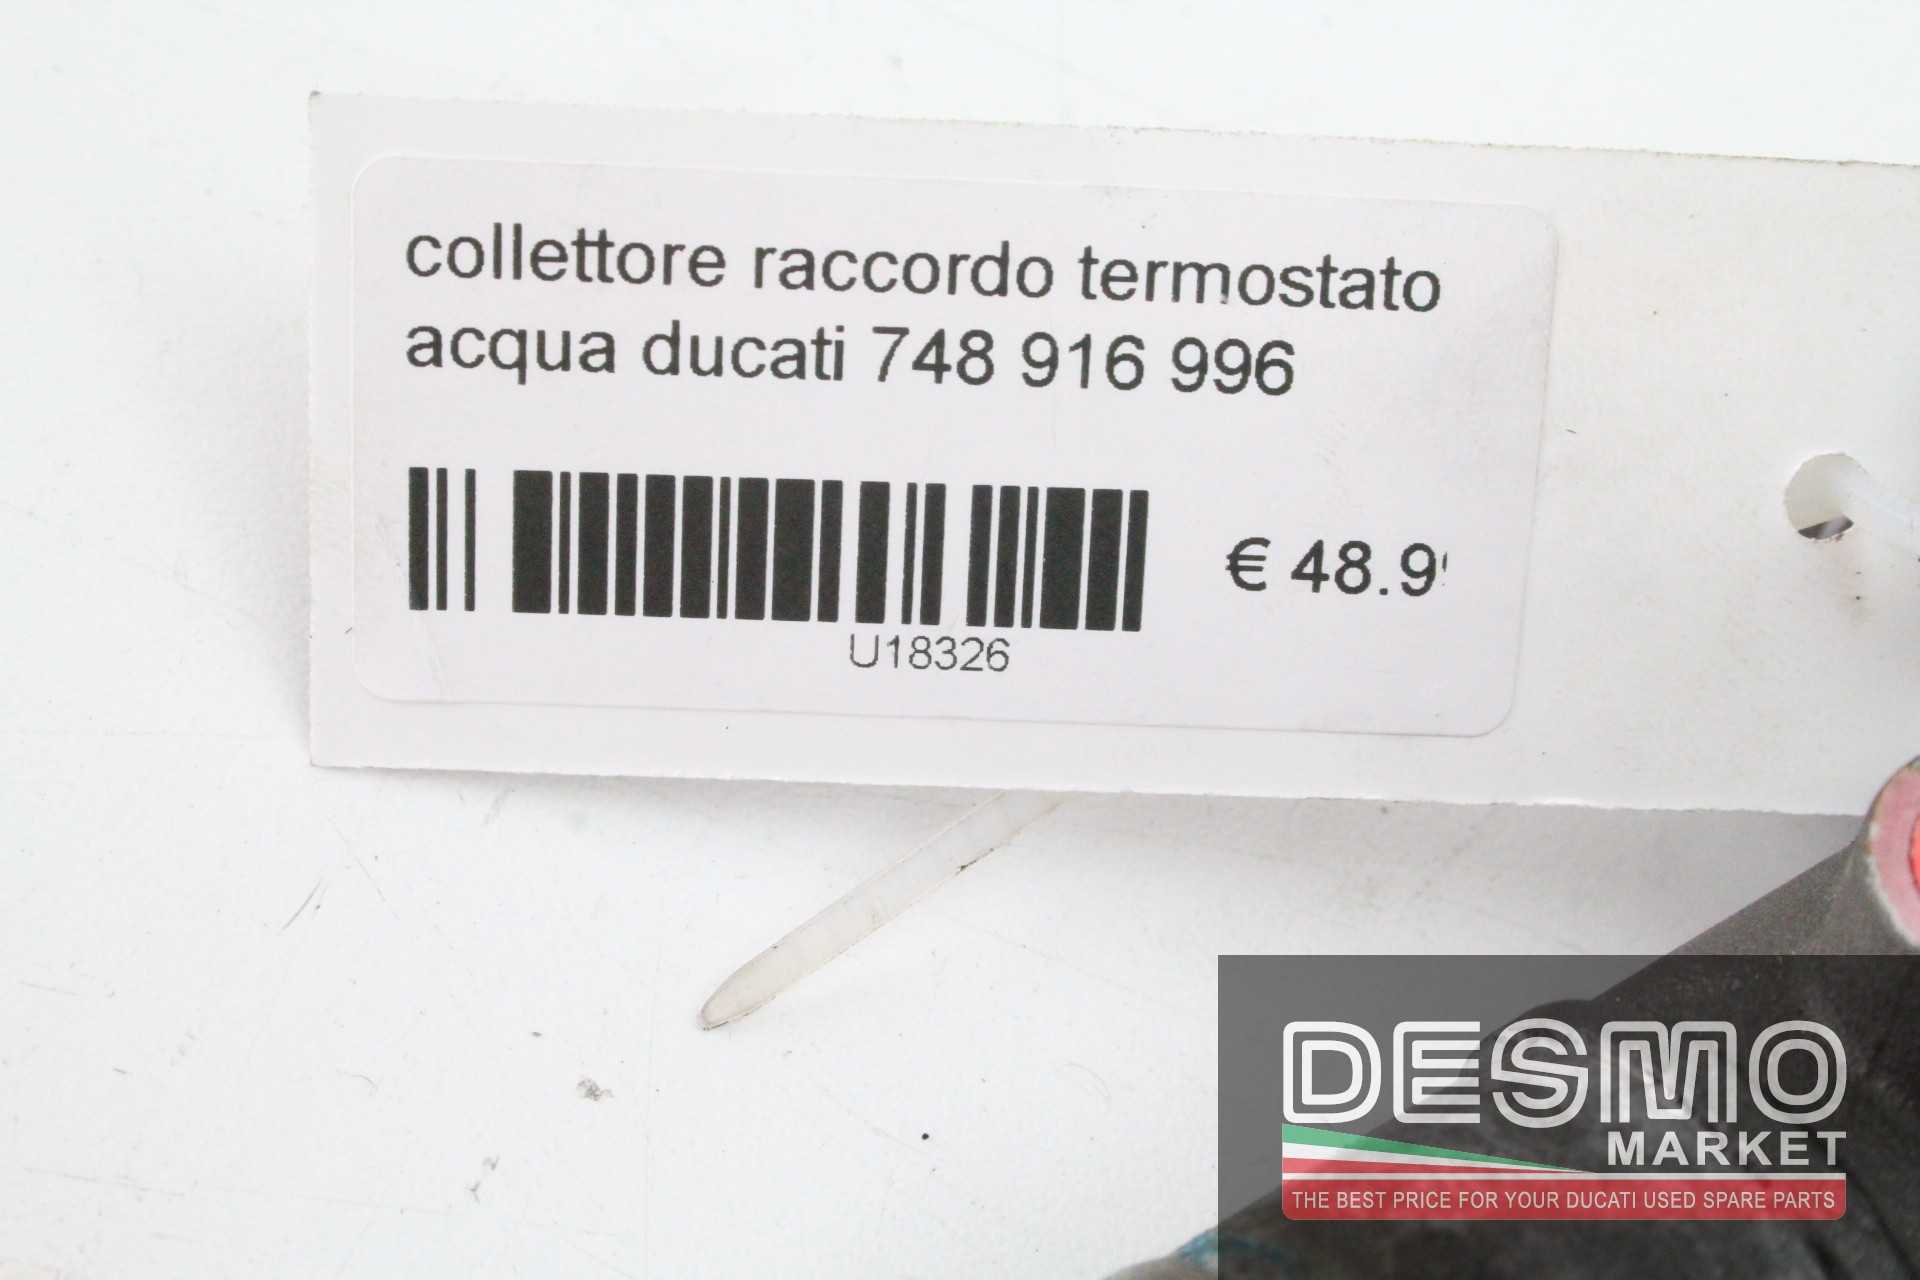 collettore raccordo termostato
acqua ducati 748 916 996
€ 48.9
U18326
DESMO
MARKET
THE BEST PRICE FOR YOUR DUCATI USED SPARE PARTS